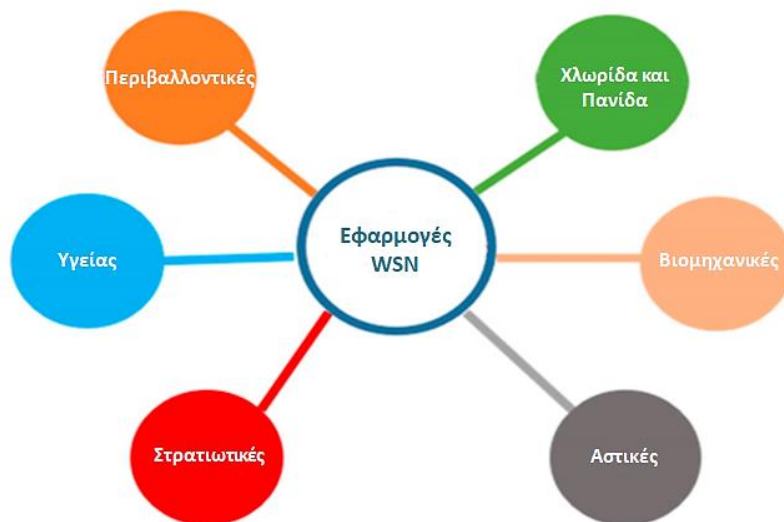 Περιβαλλοντικές
Χλωρίδα και
Πανίδα
Εφαρμογές
WSN
Υγείας
Βιομηχανικές
Στρατιωτικές
Αστικές